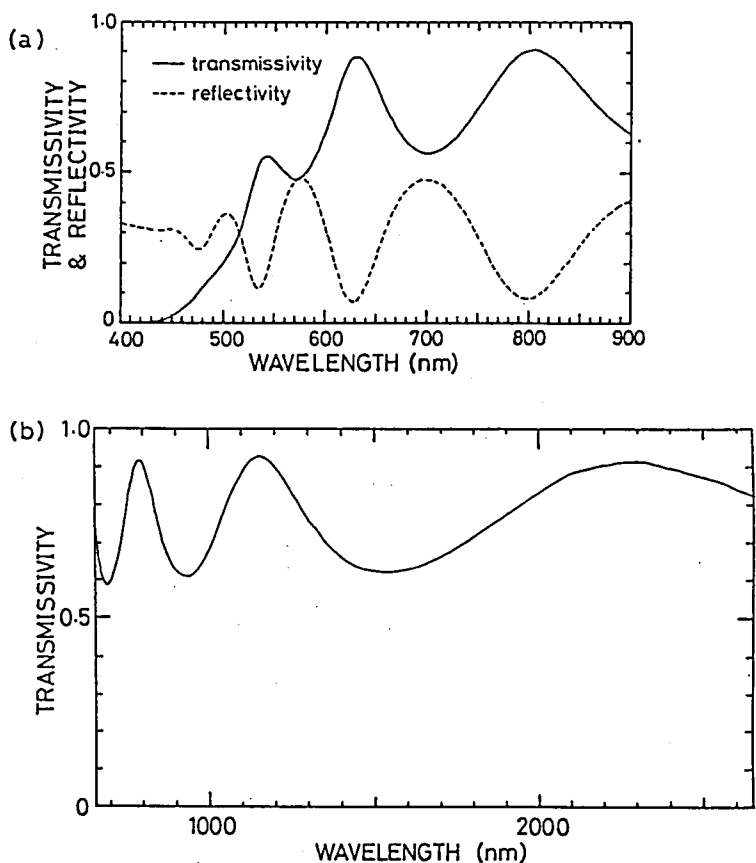 (a)
1.0
0.5
0
TRANSMISSIVITY
& REFLECTIVITY
transmissivity
reflectivity
400 500 600 700 800 900
WAVELENGTH (nm)
(b)
1.0
0.5
0
TRANSMISSIVITY
1000 2000
WAVELENGTH (nm)